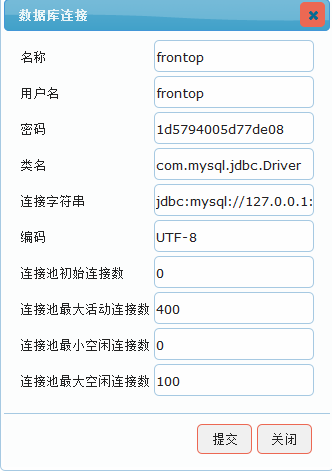 数据库连接
名称 frontop
用户名 frontop
密码 1d5794005d77de08
类名 com.mysql.jdbc.Driver
连接字符串 jdbc:mysql://127.0.0.1:
编码 UTF-8
连接池初始连接数 0
连接池最大活动连接数 400
连接池最小空闲连接数 0
连接池最大空闲连接数 100
提交 关闭